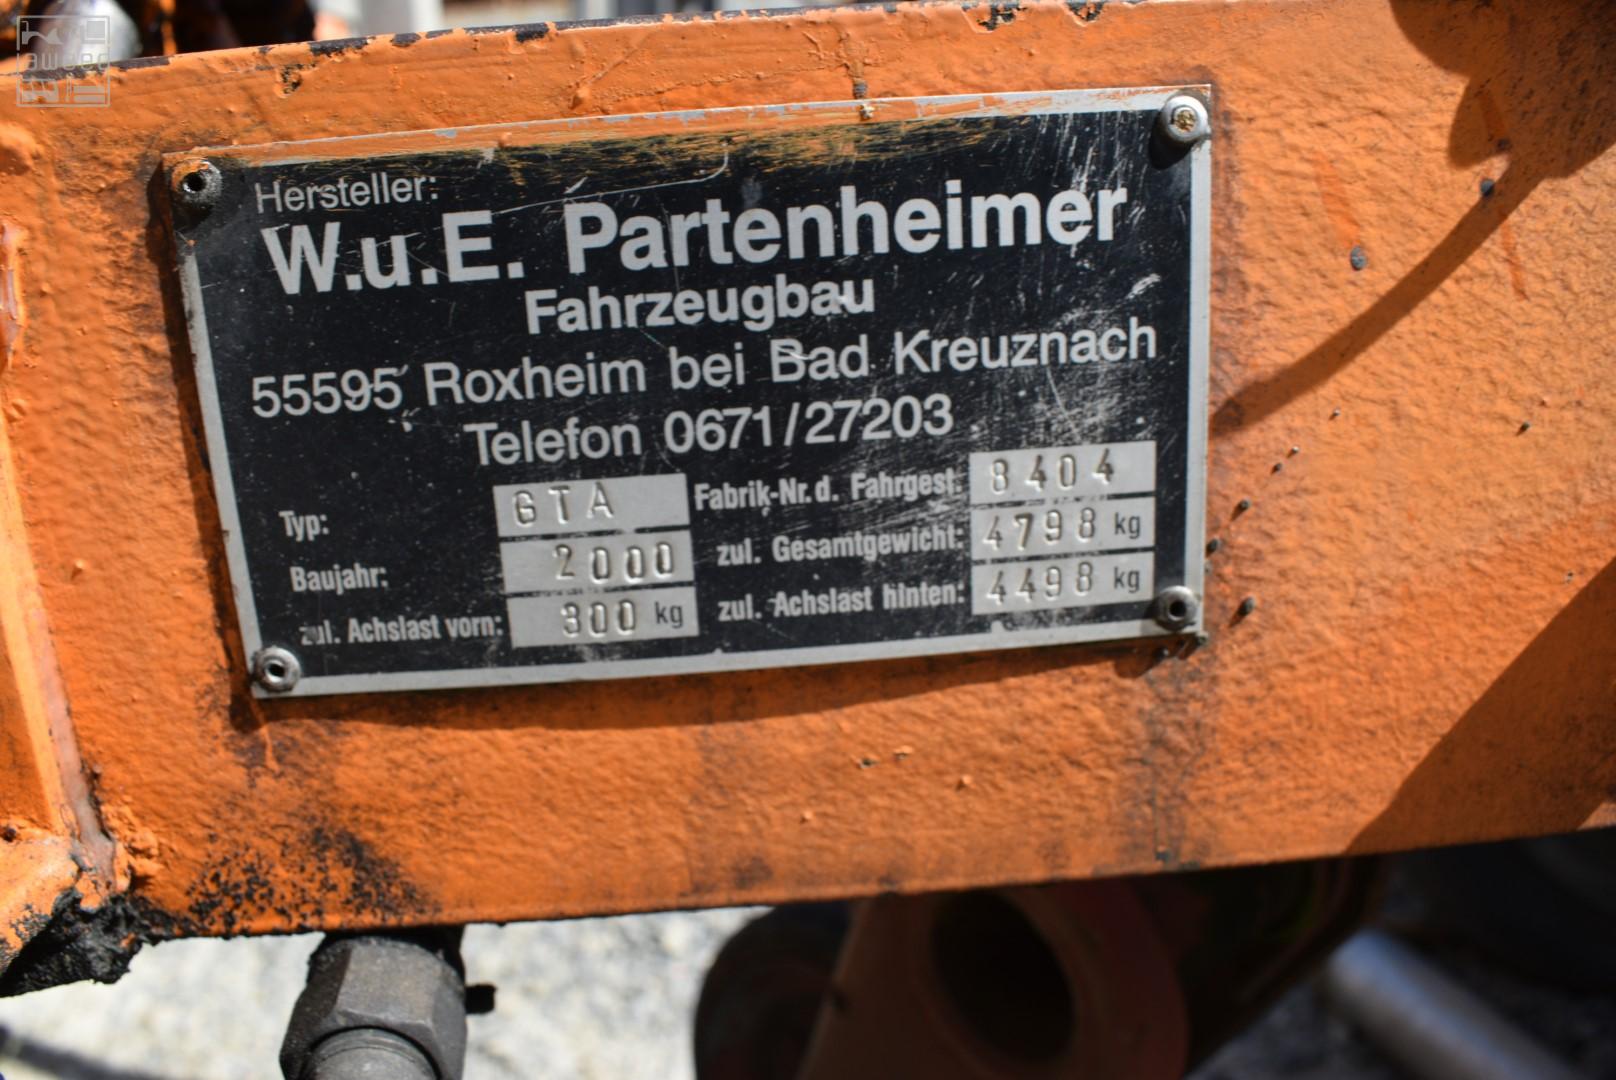 Hersteller:
W.u.E. Partenheimer
Fahrzeugbau
55595 Roxheim bei Bad Kreuznach
Telefon 0671/27203
Typ: GTA Fabrik-Nr. d. Fahrgest. 8404
Baujahr: 2000 zul. Gesamtgewicht: 4798 kg
zul. Achslast vorn: 300 kg zul. Achslast hinten: 4498 kg